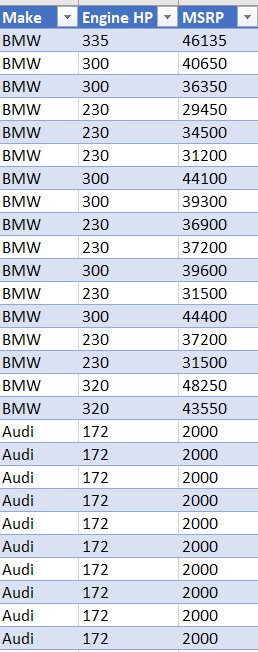 Make Engine HP MSRP
BMW 335 46135
BMW 300 40650
BMW 300 36350
BMW 230 29450
BMW 230 34500
BMW 230 31200
BMW 300 44100
BMW 300 39300
BMW 230 36900
BMW 230 37200
BMW 300 39600
BMW 230 31500
BMW 300 44400
BMW 230 37200
BMW 230 31500
BMW 320 48250
BMW 320 43550
Audi 172 2000
Audi 172 2000
Audi 172 2000
Audi 172 2000
Audi 172 2000
Audi 172 2000
Audi 172 2000
Audi 172 2000
Audi 172 2000
Audi 172 2000